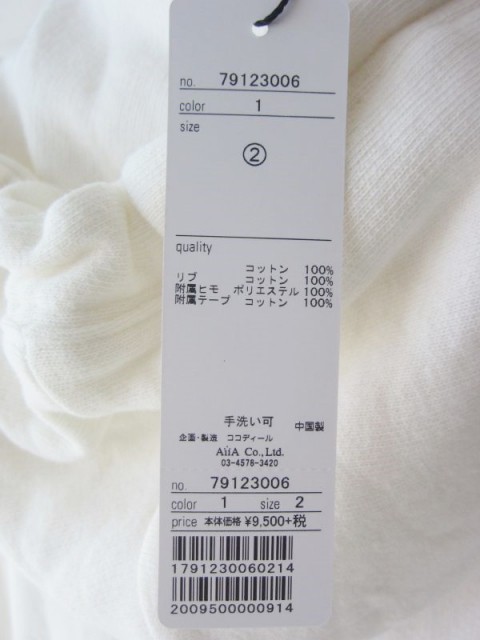 no. 79123006
color 1
size
②
quality
コットン 100%
リブ コットン 100%
附属ヒモ ポリエステル 100%
附属テープ コットン 100%
手洗い可 中国製
企画・製造 ココディール
AiiA Co.,Ltd.
03-4578-3420
no. 79123006
color 1 size 2
price 本体価格 ¥9,500+税
1791230060214
2009500000914